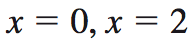 x = 0, x = 2